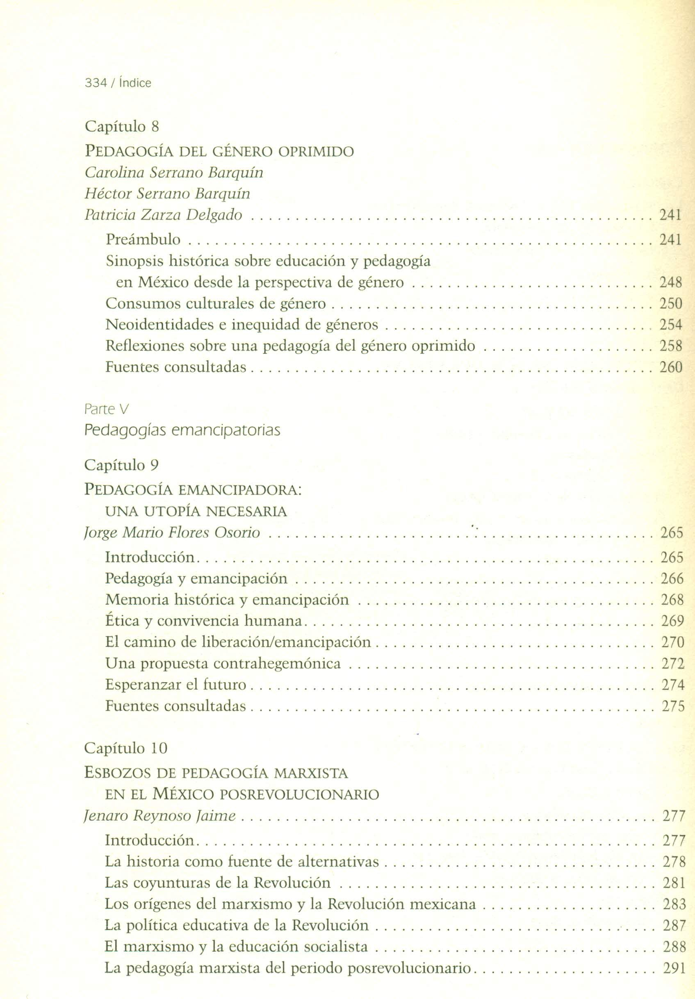 334 / Índice
Capítulo 8
PEDAGOGÍA DEL GÉNERO OPRIMIDO
Carolina Serrano Barquín
Héctor Serrano Barquín
Patricia Zarza Delgado . . . . . . . . . . . . . . . . . . . . . . . . . . . . . . 241
Preámbulo . . . . . . . . . . . . . . . . . . . . . . . . . . . . . . 241
Sinopsis histórica sobre educación y pedagogía
en México desde la perspectiva de género . . . . . . . . . . . . . . . . . . . . 248
Consumos culturales de género . . . . . . . . . . . . . . . . . . . . 250
Neoidentidades e inequidad de géneros . . . . . . . . . . . . . . . . . . . . 254
Reflexiones sobre una pedagogía del género oprimido . . . . . . . . . . . . . . . . . . . . 258
Fuentes consultadas . . . . . . . . . . . . . . . . . . . . 260
Parte V
Pedagogías emancipatorias
Capítulo 9
PEDAGOGÍA EMANCIPADORA:
UNA UTOPÍA NECESARIA
Jorge Mario Flores Osorio . . . . . . . . . . . . . . . . . . . . 265
Introducción . . . . . . . . . . . . . . . . . . . . 265
Pedagogía y emancipación . . . . . . . . . . . . . . . . . . . . 266
Memoria histórica y emancipación . . . . . . . . . . . . . . . . . . . . 268
Ética y convivencia humana . . . . . . . . . . . . . . . . . . . . 269
El camino de liberación/emancipación . . . . . . . . . . . . . . . . . . . . 270
Una propuesta contrahegemónica . . . . . . . . . . . . . . . . . . . . 272
Esperanzar el futuro . . . . . . . . . . . . . . . . . . . . 274
Fuentes consultadas . . . . . . . . . . . . . . . . . . . . 275
Capítulo 10
ESBOZOS DE PEDAGOGÍA MARXISTA
EN EL MÉXICO POSREVOLUCIONARIO
Jenaro Reynoso Jaime . . . . . . . . . . . . . . . . . . . . 277
Introducción . . . . . . . . . . . . . . . . . . . . 277
La historia como fuente de alternativas . . . . . . . . . . . . . . . . . . . . 278
Las coyunturas de la Revolución . . . . . . . . . . . . . . . . . . . . 281
Los orígenes del marxismo y la Revolución mexicana . . . . . . . . . . . . . . . . . . . . 283
La política educativa de la Revolución . . . . . . . . . . . . . . . . . . . . 287
El marxismo y la educación socialista . . . . . . . . . . . . . . . . . . . . 288
La pedagogía marxista del periodo posrevolucionario . . . . . . . . . . . . . . . . . . . . 291